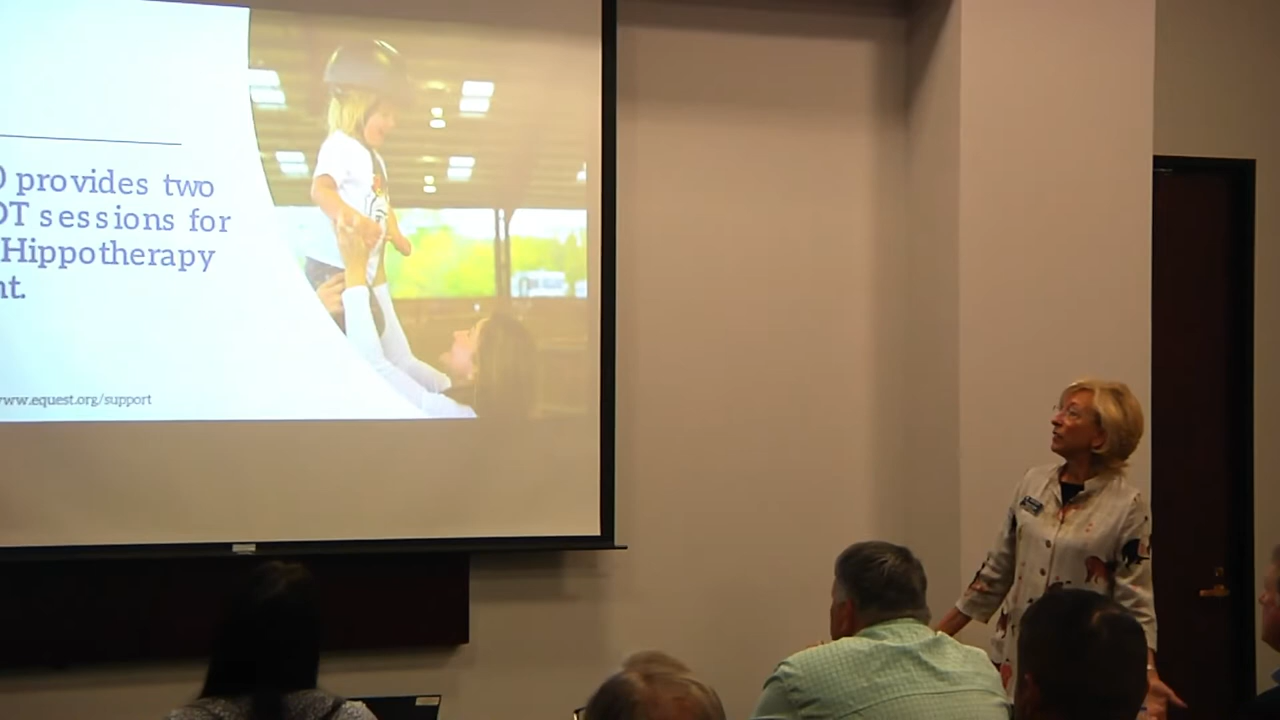 provides two
sessions for
Hippotherapy
www.equest.org/support